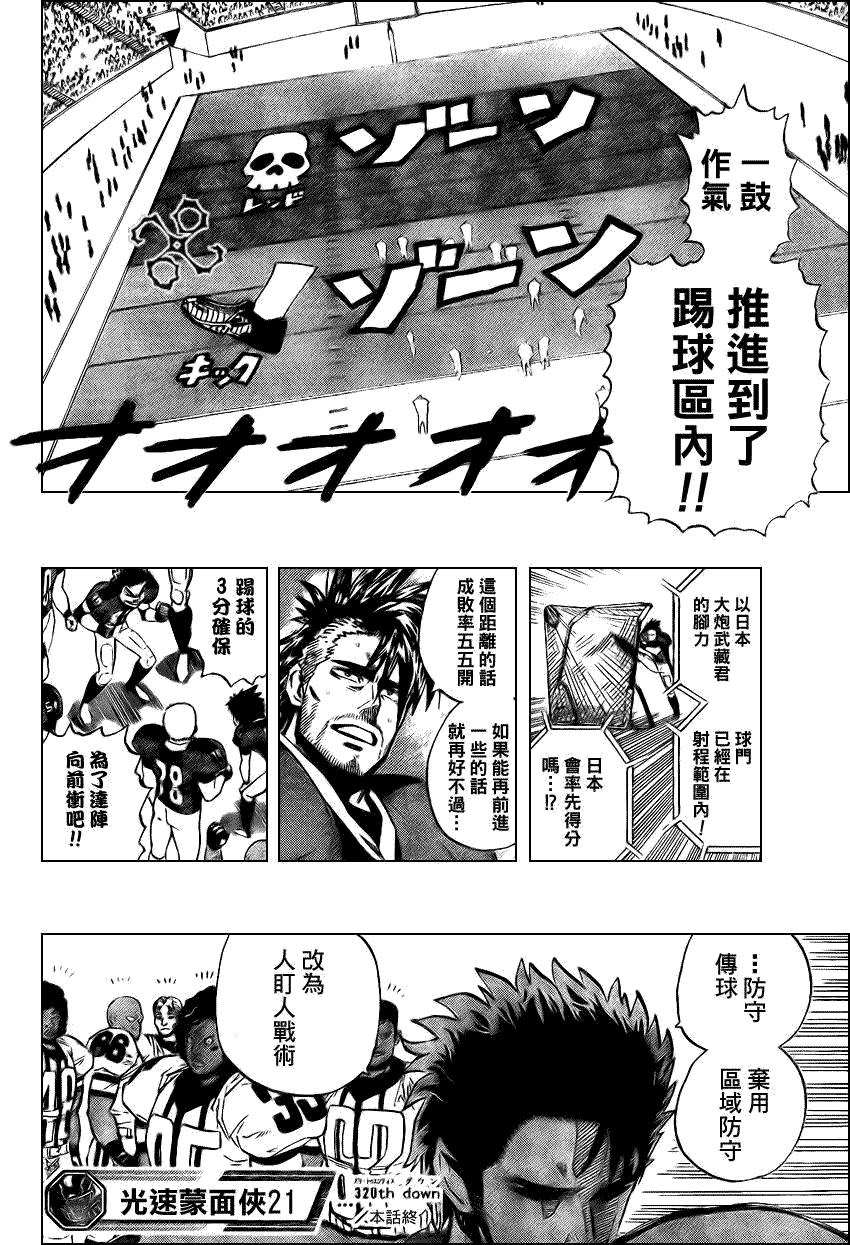 一鼓
作氣
推進到了
踢球區內!!
ゾーン
レッド
ゾーン
キック
オオオオオ
以日本
大炮武藏君
的腳力
球門
已經在
射程範圍內!
日本
會率先得分
嗎…!?
這個距離的話
成敗率五五開
如果能再前進
一些的話
就再好不過…
踢球的
3分確保
為了達陣
向前衝吧!!
…防守
傳球
棄用
區域防守
改為
人盯人戰術
66
光速蒙面俠21
320th down
本話終